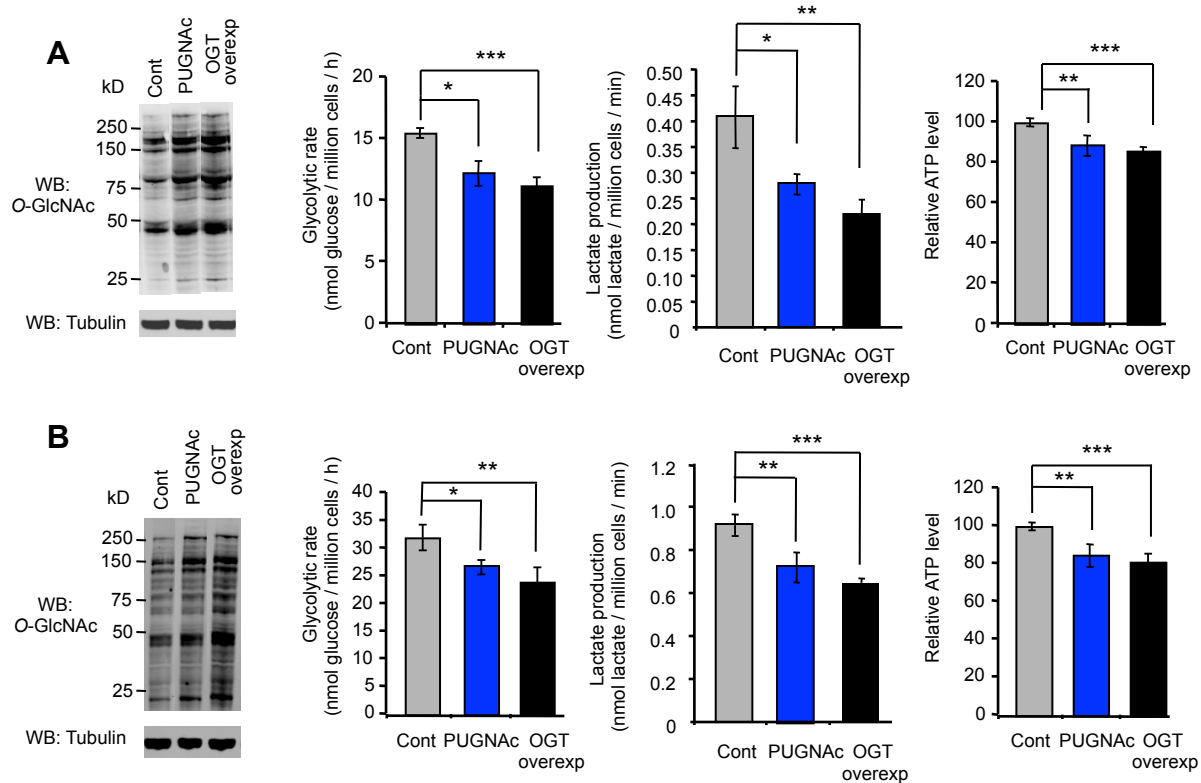 A
kD
Cont
PUGNAc
OGT
overexp
250
150
75
50
25
WB:
O-GlcNAc
WB: Tubulin
Glycolytic rate
(nmol glucose / million cells / h)
20
15
10
5
0
*
***
Cont PUGNAc OGT
overexp
Lactate production
(nmol lactate / million cells / min)
0.50
0.45
0.40
0.35
0.30
0.25
0.20
0.15
0.10
0.05
0
*
**
Cont PUGNAc OGT
overexp
Relative ATP level
120
100
80
60
40
20
0
**
***
Cont PUGNAc OGT
overexp
B
kD
Cont
PUGNAc
OGT
overexp
250
150
75
50
25
WB:
O-GlcNAc
WB: Tubulin
Glycolytic rate
(nmol glucose / million cells / h)
40
35
30
25
20
15
10
5
0
*
**
Cont PUGNAc OGT
overexp
Lactate production
(nmol lactate / million cells / min)
1.2
1.0
0.8
0.6
0.4
0.2
0
**
***
Cont PUGNAc OGT
overexp
Relative ATP level
120
100
80
60
40
20
0
**
***
Cont PUGNAc OGT
overexp